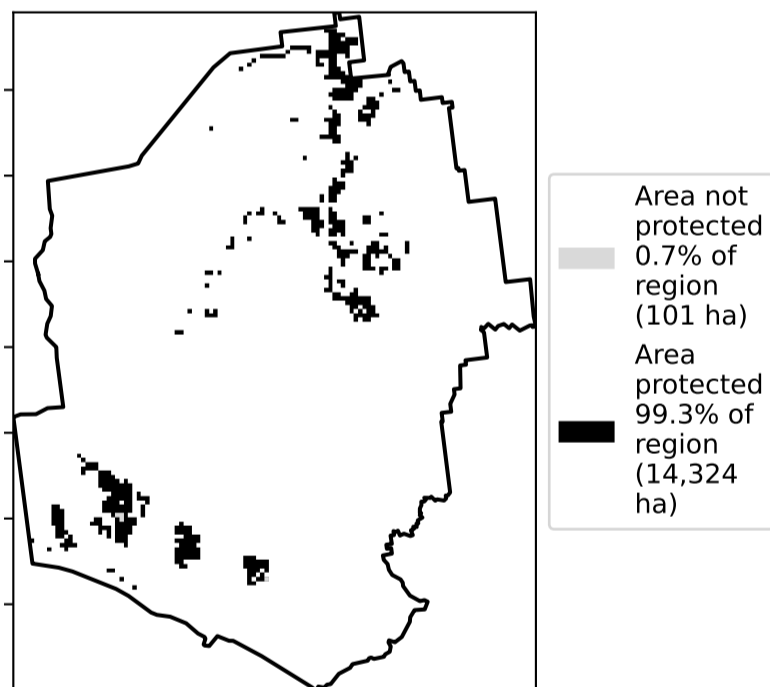 Area not
protected
0.7% of
region
(101 ha)
Area
protected
99.3% of
region
(14,324
ha)